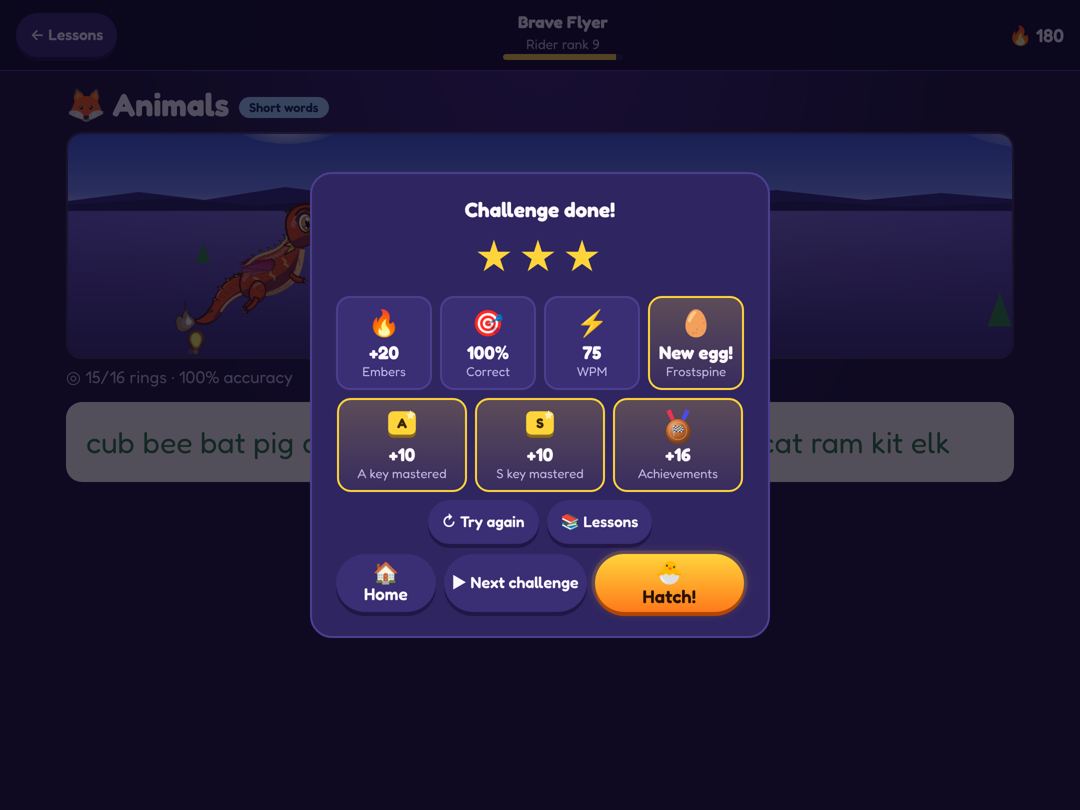 ← Lessons
Brave Flyer
Rider rank 9
180
Animals
Short words
Challenge done!
+20
Embers
100%
Correct
75
WPM
New egg!
Frostspine
15/16 rings · 100% accuracy
A
+10
A key mastered
S
+10
S key mastered
+16
Achievements
cub bee bat pig
cat ram kit elk
Try again
Lessons
Home
Next challenge
Hatch!